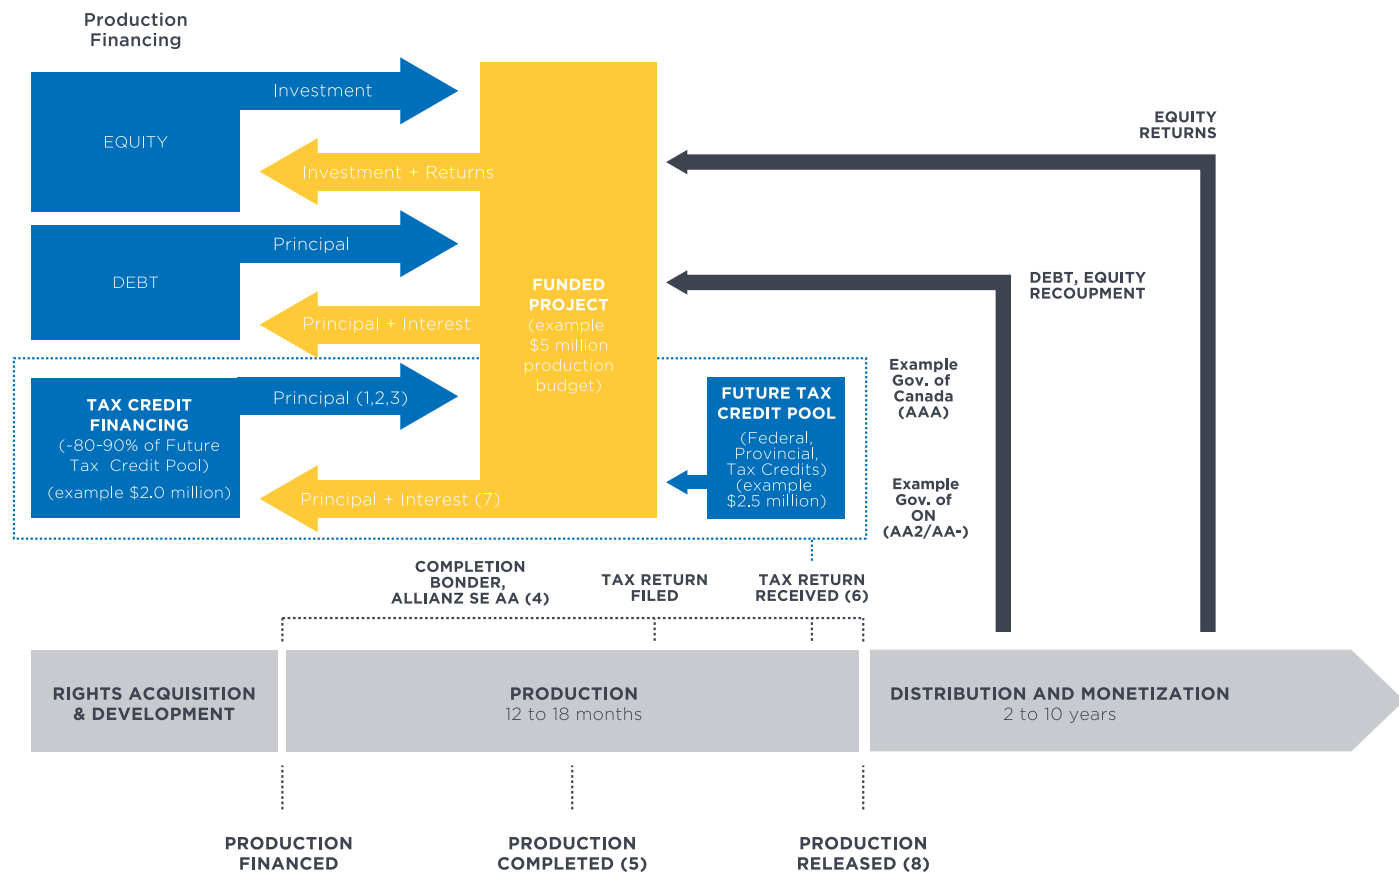 Production
Financing
EQUITY
Investment
Investment + Returns
DEBT
Principal
Principal + Interest
TAX CREDIT
FINANCING
(~80-90% of Future
Tax Credit Pool)
(example $2.0 million)
Principal (1,2,3)
Principal + Interest (7)
FUNDED
PROJECT
(example
$5 million
production
budget)
FUTURE TAX
CREDIT POOL
(Federal,
Provincial,
Tax Credits)
(example
$2.5 million)
EQUITY
RETURNS
DEBT, EQUITY
RECOUPMENT
Example
Gov. of
Canada
(AAA)
Example
Gov. of
ON
(AA2/AA-)
COMPLETION
BONDER,
ALLIANZ SE AA (4)
TAX RETURN
FILED
TAX RETURN
RECEIVED (6)
RIGHTS ACQUISITION
& DEVELOPMENT
PRODUCTION
12 to 18 months
DISTRIBUTION AND MONETIZATION
2 to 10 years
PRODUCTION
FINANCED
PRODUCTION
COMPLETED (5)
PRODUCTION
RELEASED (8)